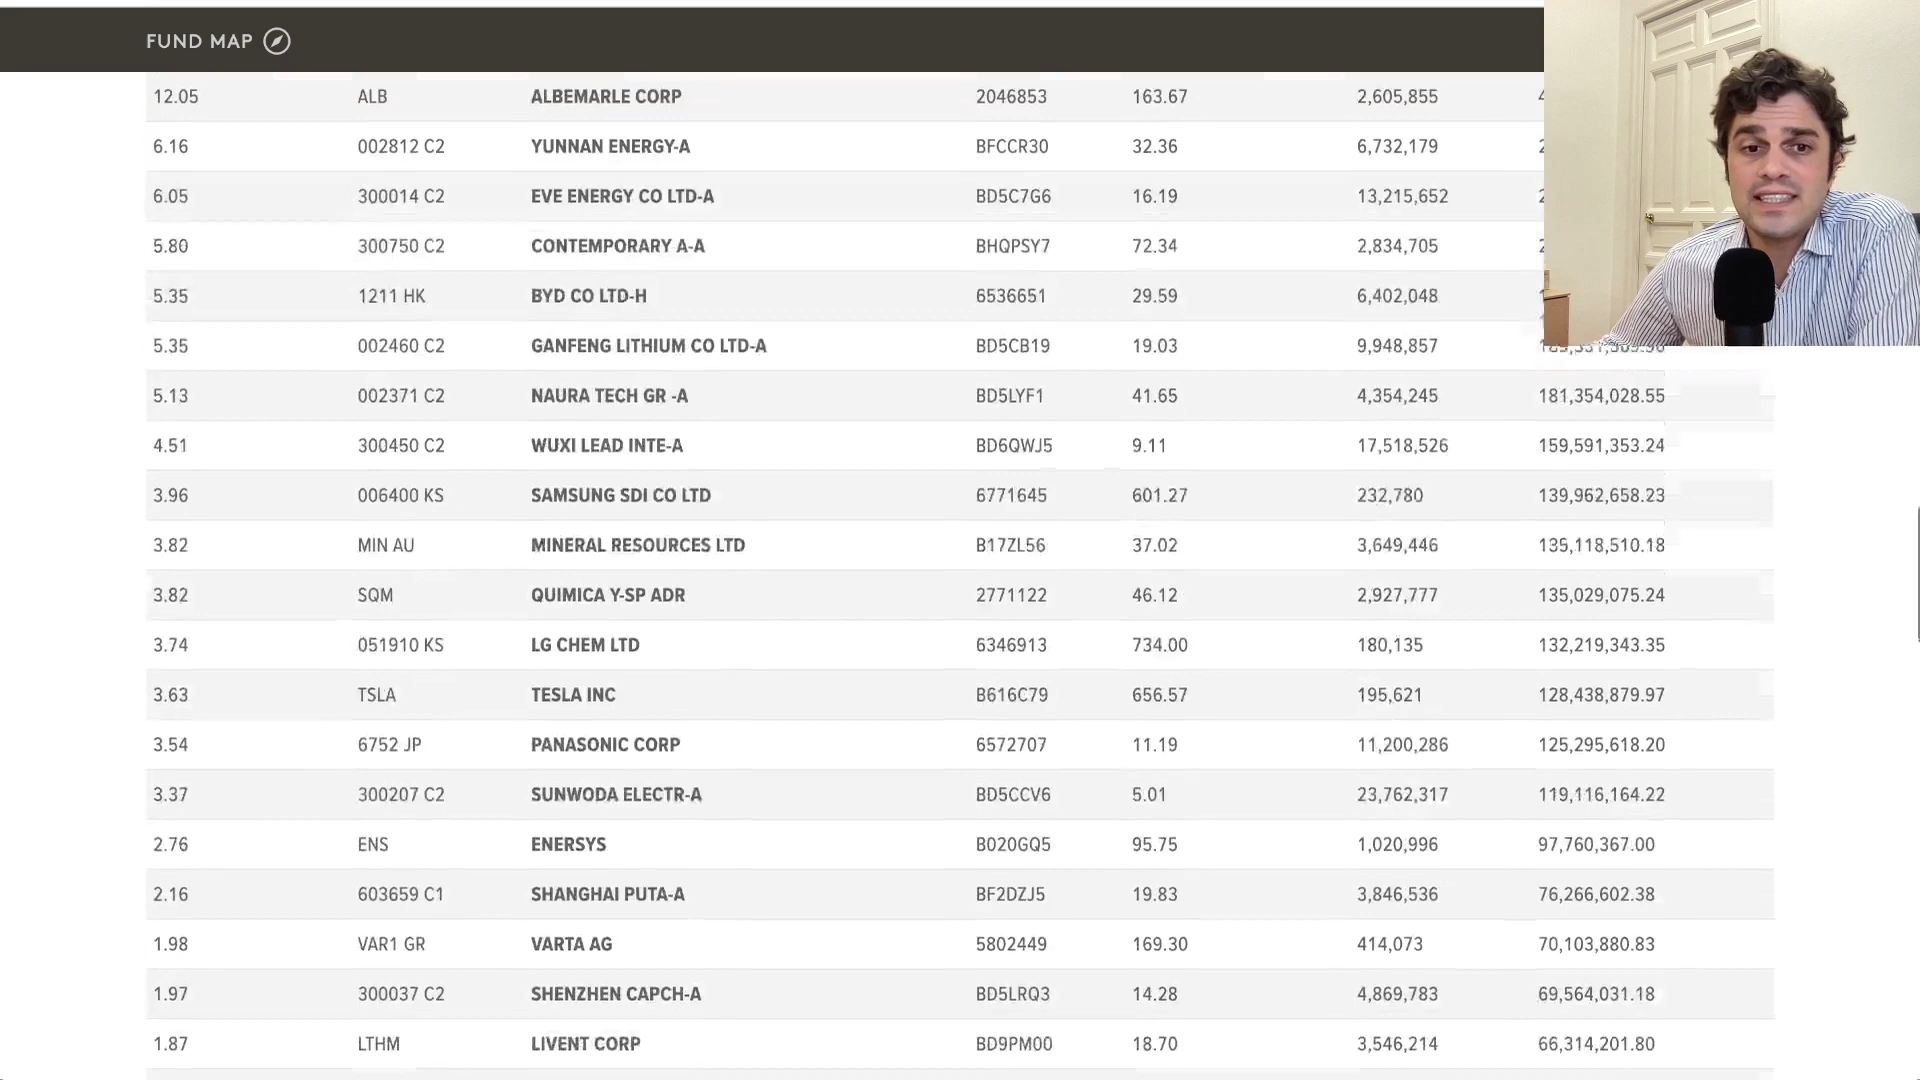 FUND MAP
12.05 ALB ALBEMARLE CORP 2046853 163.67 2,605,855
6.16 002812 C2 YUNNAN ENERGY-A BFCCR30 32.36 6,732,179
6.05 300014 C2 EVE ENERGY CO LTD-A BD5C7G6 16.19 13,215,652
5.80 300750 C2 CONTEMPORARY A-A BHQPSY7 72.34 2,834,705
5.35 1211 HK BYD CO LTD-H 6536651 29.59 6,402,048
5.35 002460 C2 GANFENG LITHIUM CO LTD-A BD5CB19 19.03 9,948,857
5.13 002371 C2 NAURA TECH GR -A BD5LYF1 41.65 4,354,245 181,354,028.55
4.51 300450 C2 WUXI LEAD INTE-A BD6QWJ5 9.11 17,518,526 159,591,353.24
3.96 006400 KS SAMSUNG SDI CO LTD 6771645 601.27 232,780 139,962,658.23
3.82 MIN AU MINERAL RESOURCES LTD B17ZL56 37.02 3,649,446 135,118,510.18
3.82 SQM QUIMICA Y-SP ADR 2771122 46.12 2,927,777 135,029,075.24
3.74 051910 KS LG CHEM LTD 6346913 734.00 180,135 132,219,343.35
3.63 TSLA TESLA INC B616C79 656.57 195,621 128,438,879.97
3.54 6752 JP PANASONIC CORP 6572707 11.19 11,200,286 125,295,618.20
3.37 300207 C2 SUNWODA ELECTR-A BD5CCV6 5.01 23,762,317 119,116,164.22
2.76 ENS ENERSYS B020GQ5 95.75 1,020,996 97,760,367.00
2.16 603659 C1 SHANGHAI PUTA-A BF2DZJ5 19.83 3,846,536 76,266,602.38
1.98 VAR1 GR VARTA AG 5802449 169.30 414,073 70,103,880.83
1.97 300037 C2 SHENZHEN CAPCH-A BD5LRQ3 14.28 4,869,783 69,564,031.18
1.87 LTHM LIVENT CORP BD9PM00 18.70 3,546,214 66,314,201.80